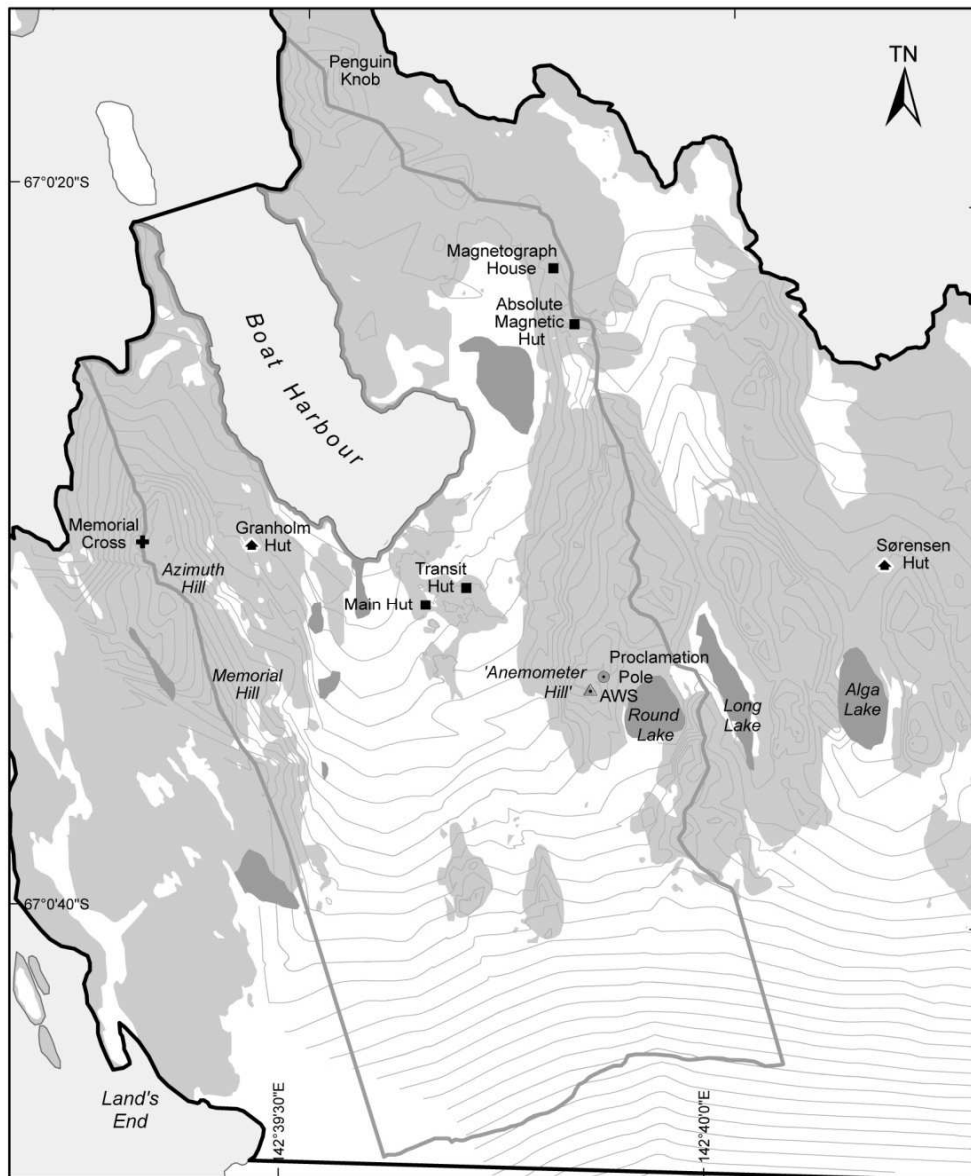 Penguin
Knob
TN
67°0'20"S
Magnetograph
House
Absolute
Magnetic
Hut
Boat Harbour
Memorial
Cross
Granholm
Hut
Azimuth
Hill
Transit
Hut
Main Hut
Sørensen
Hut
Memorial
Hill
'Anemometer
Hill'
Proclamation
Pole
AWS
Round
Lake
Long
Lake
Alga
Lake
67°0'40"S
Land's
End
142°39'30"E
142°40'0"E